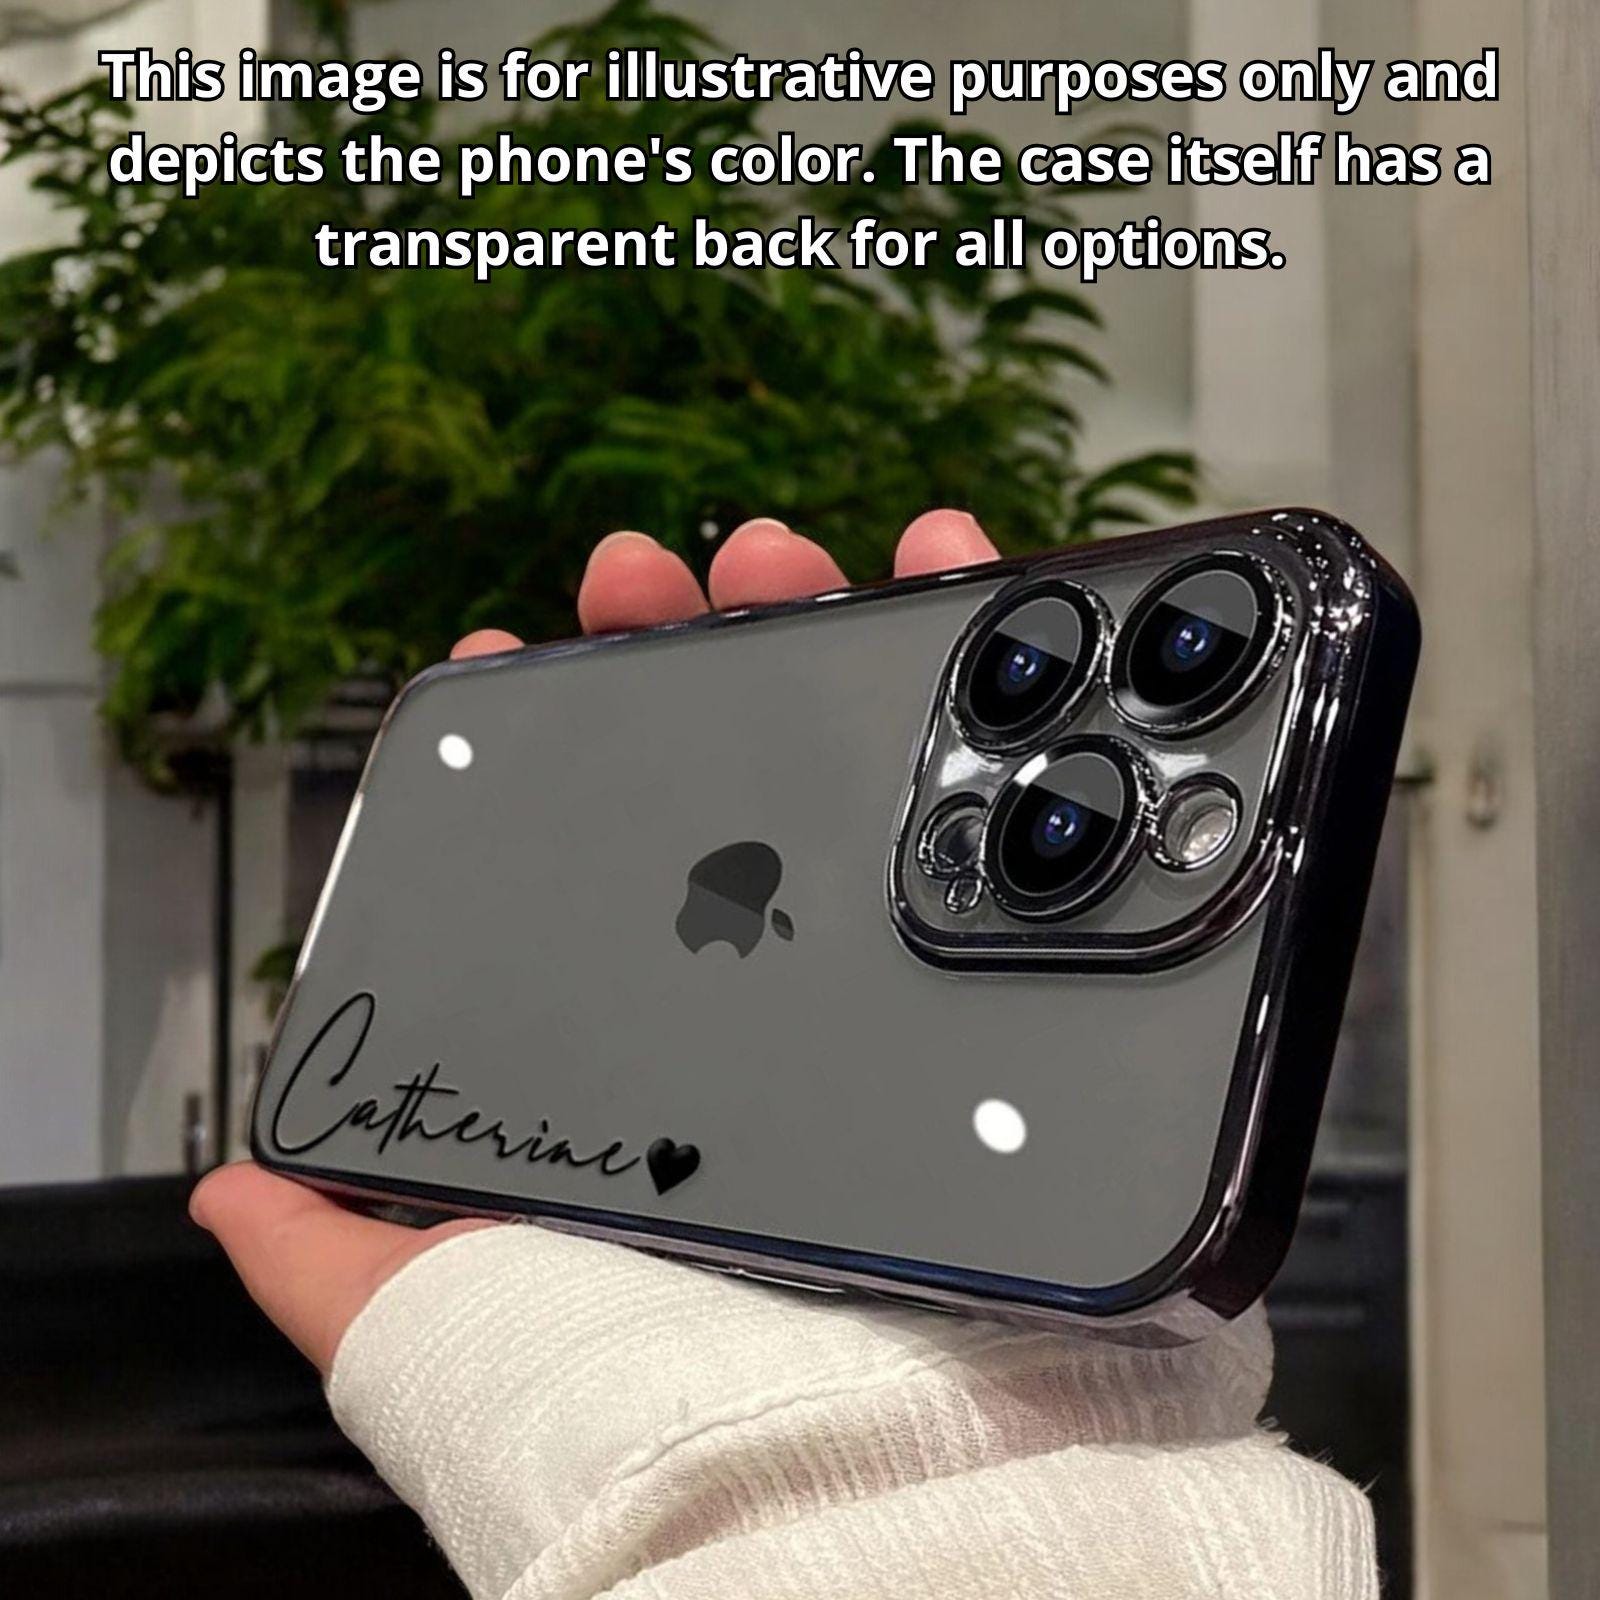 This image is for illustrative purposes only and
depicts the phone's color. The case itself has a
transparent back for all options.
Catherine